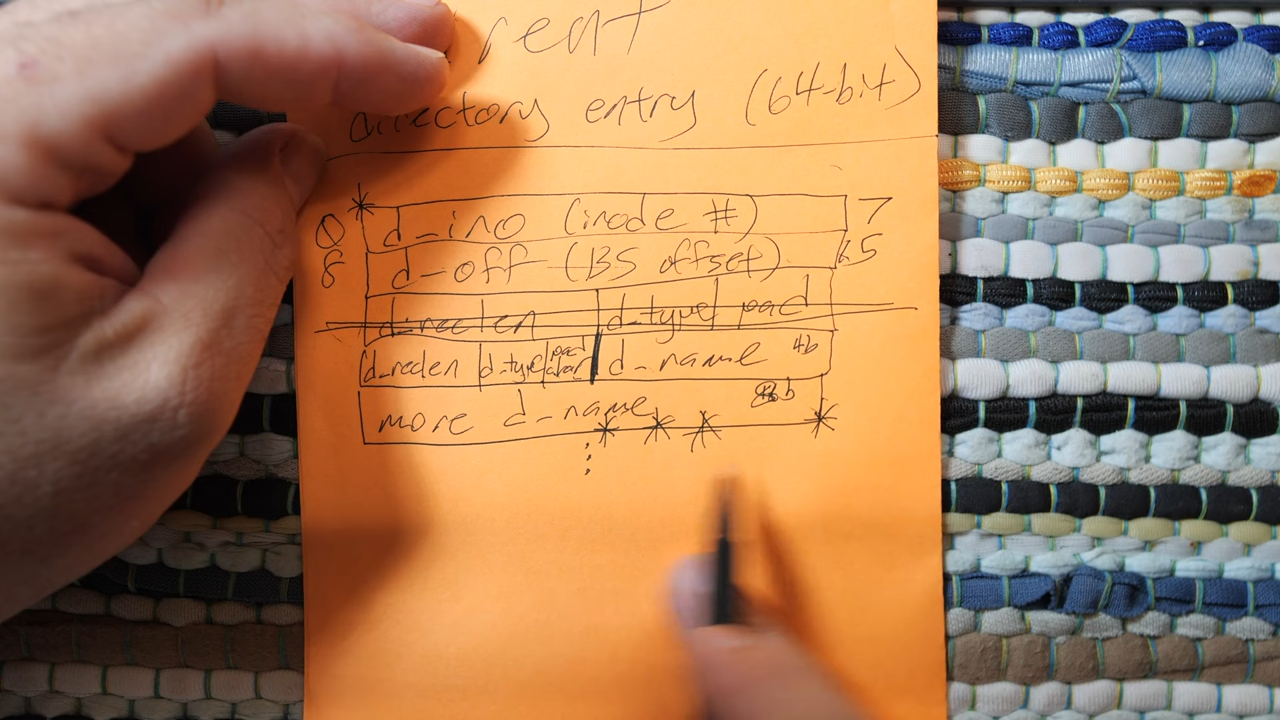 rent
directory entry (64-bit)
* 
0 d_ino (inode #) 7
8 d_off (BS offset) 15
d_reclen d_type pad
d_reclen d_type pad char d_name 4b
more d_name b
* * * *